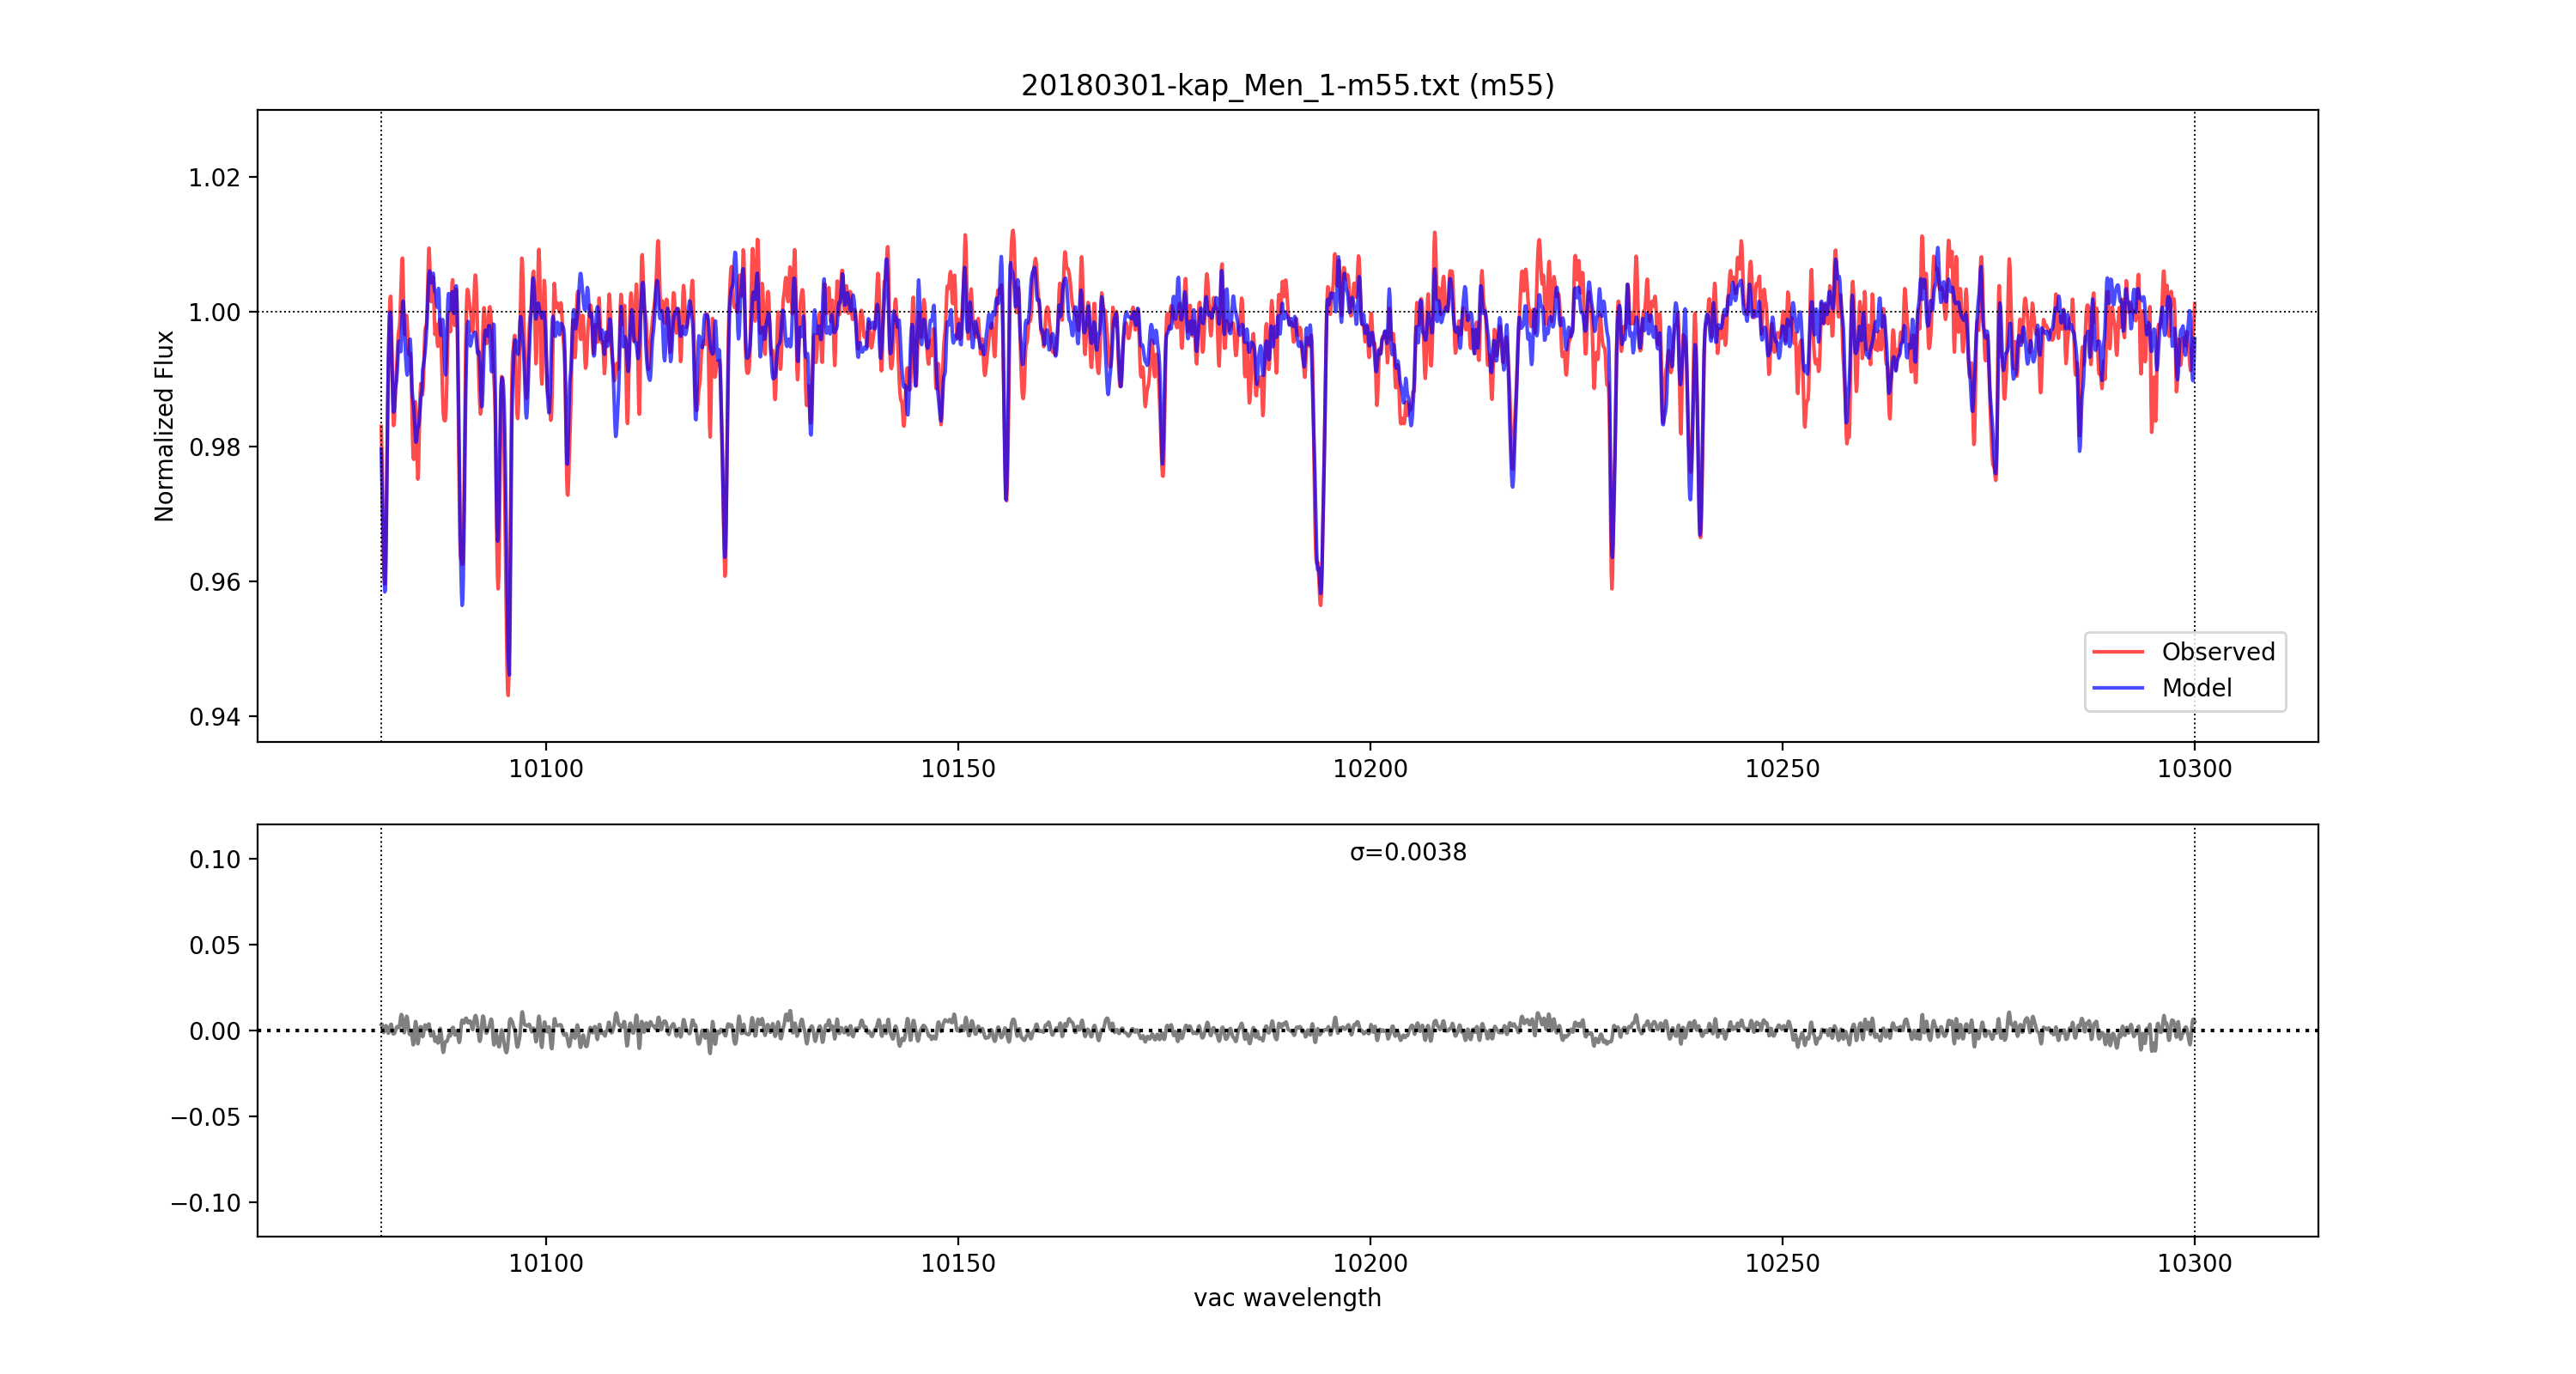 20180301-kap_Men_1-m55.txt (m55)
Normalized Flux
1.02
1.00
0.98
0.96
0.94
Observed
Model
10100 10150 10200 10250 10300
σ=0.0038
0.10
0.05
0.00
−0.05
−0.10
10100 10150 10200 10250 10300
vac wavelength